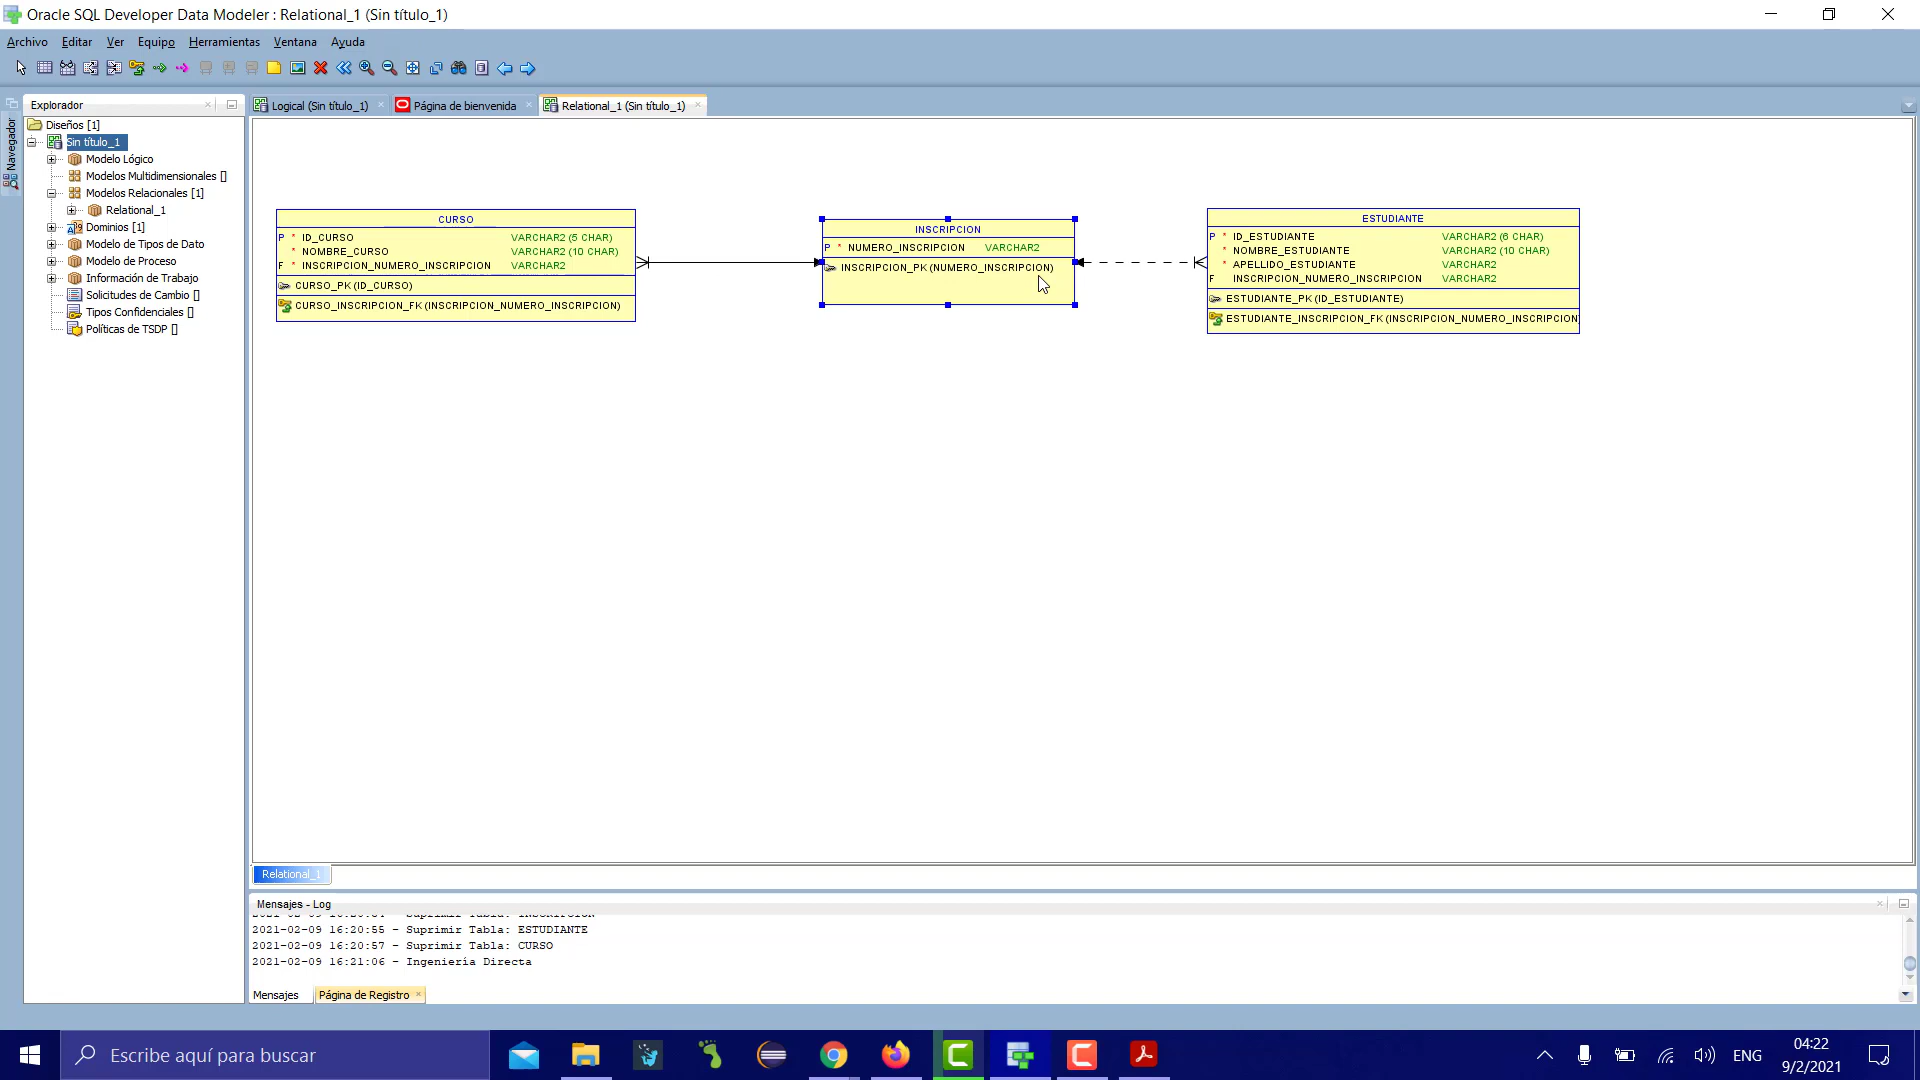 Oracle SQL Developer Data Modeler : Relational_1 (Sin título_1)
Archivo Editar Ver Equipo Herramientas Ventana Ayuda
Explorador
Logical (Sin título_1)
Página de bienvenida
Relational_1 (Sin título_1)
Navegador
Diseños [1]
Sin título_1
Modelo Lógico
Modelos Multidimensionales []
Modelos Relacionales [1]
Relational_1
Dominios [1]
Modelo de Tipos de Dato
Modelo de Proceso
Información de Trabajo
Solicitudes de Cambio []
Tipos Confidenciales []
Políticas de TSDP []
CURSO
P * ID_CURSO VARCHAR2 (5 CHAR)
* NOMBRE_CURSO VARCHAR2 (10 CHAR)
F * INSCRIPCION_NUMERO_INSCRIPCION VARCHAR2
CURSO_PK (ID_CURSO)
CURSO_INSCRIPCION_FK (INSCRIPCION_NUMERO_INSCRIPCION)
INSCRIPCION
P * NUMERO_INSCRIPCION VARCHAR2
INSCRIPCION_PK (NUMERO_INSCRIPCION)
ESTUDIANTE
P * ID_ESTUDIANTE VARCHAR2 (6 CHAR)
* NOMBRE_ESTUDIANTE VARCHAR2 (10 CHAR)
* APELLIDO_ESTUDIANTE VARCHAR2
F INSCRIPCION_NUMERO_INSCRIPCION VARCHAR2
ESTUDIANTE_PK (ID_ESTUDIANTE)
ESTUDIANTE_INSCRIPCION_FK (INSCRIPCION_NUMERO_INSCRIPCION)
Relational_1
Mensajes - Log
2021-02-09 16:20:55 - Suprimir Tabla: ESTUDIANTE
2021-02-09 16:20:57 - Suprimir Tabla: CURSO
2021-02-09 16:21:06 - Ingeniería Directa
Mensajes
Página de Registro
Escribe aquí para buscar
ENG
04:22
9/2/2021